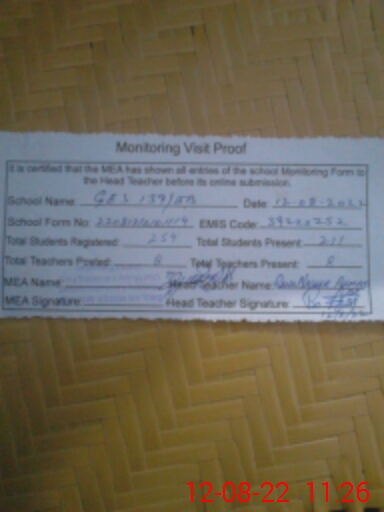 Monitoring Visit Proof
It is certified that the MEA has shown all entries of the school Monitoring Form to
the Head Teacher before its online submission.
School Name: GES 139/EB Date: 12-08-2022
School Form No: EMIS Code: 39220252
Total Students Registered: 259 Total Students Present: 211
Total Teachers Posted: 8 Total Teachers Present: 8
MEA Name: Head Teacher Name:
MEA Signature: Head Teacher Signature:
12-08-22 11:26